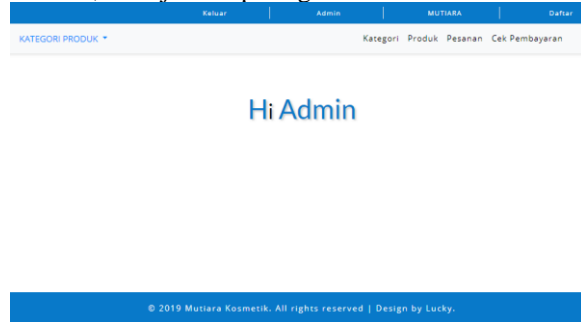 Keluar | Admin | MUTIARA | Daftar
KATEGORI PRODUK Kategori Produk Pesanan Cek Pembayaran
Hi Admin
© 2019 Mutiara Kosmetik. All rights reserved | Design by Lucky.